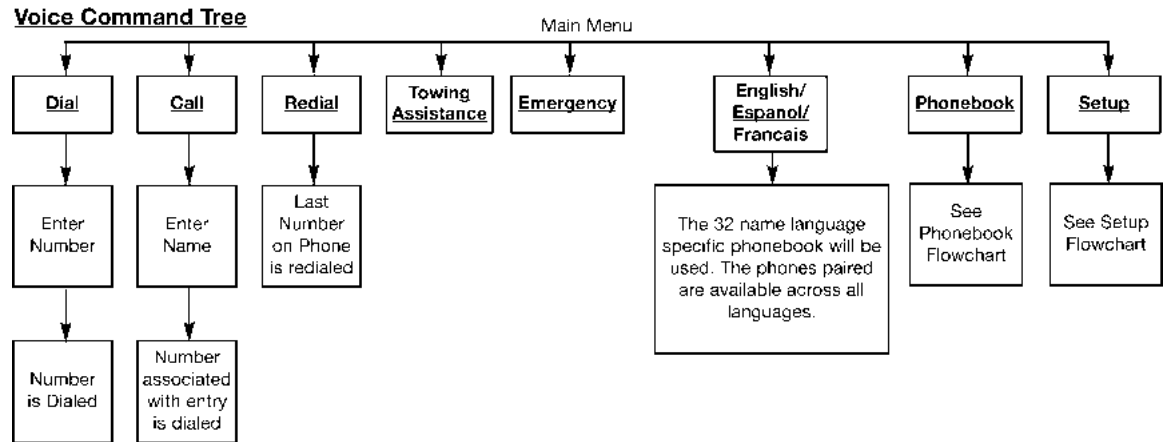 Voice Command Tree
Main Menu
Dial
Call
Redial
Towing
Assistance
Emergency
English/
Espanol/
Francais
Phonebook
Setup
Enter
Number
Enter
Name
Last
Number
on Phone
is redialed
The 32 name language
specific phonebook will be
used. The phones paired
are available across all
languages.
See
Phonebook
Flowchart
See Setup
Flowchart
Number
is Dialed
Number
associated
with entry
is dialed